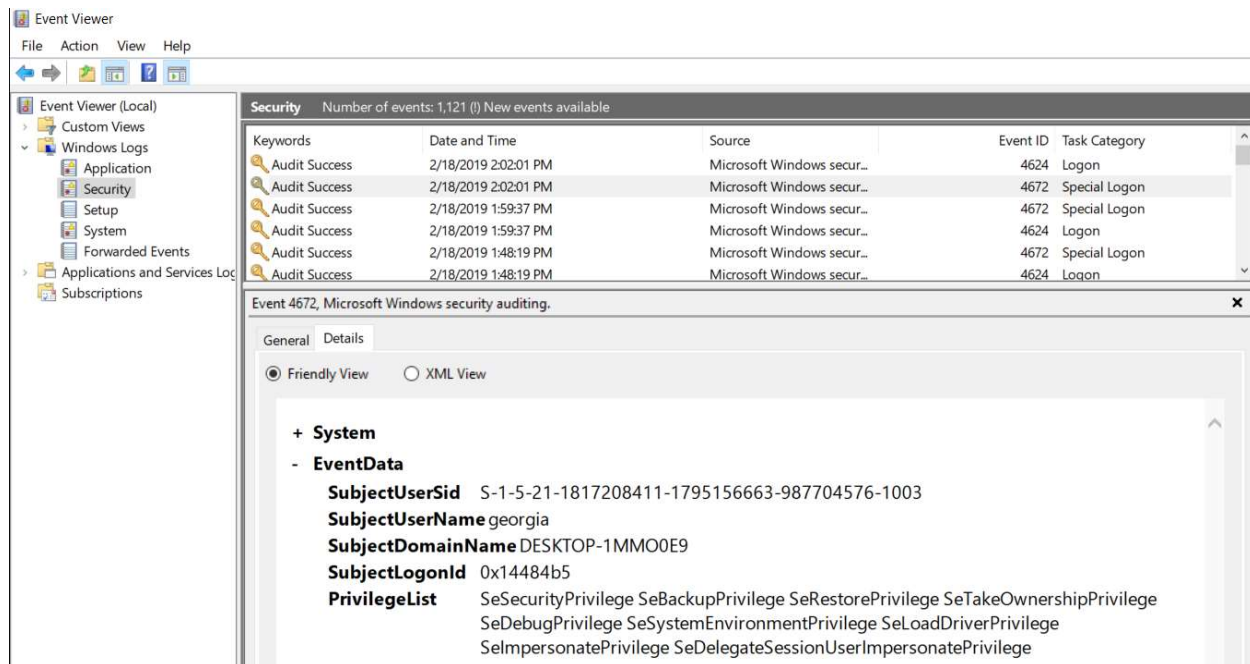 Event Viewer
File Action View Help
Event Viewer (Local)
Custom Views
Windows Logs
Application
Security
Setup
System
Forwarded Events
Applications and Services Log
Subscriptions
Security Number of events: 1,121 (!) New events available
Keywords Date and Time Source Event ID Task Category
Audit Success 2/18/2019 2:02:01 PM Microsoft Windows secur... 4624 Logon
Audit Success 2/18/2019 2:02:01 PM Microsoft Windows secur... 4672 Special Logon
Audit Success 2/18/2019 1:59:37 PM Microsoft Windows secur... 4672 Special Logon
Audit Success 2/18/2019 1:59:37 PM Microsoft Windows secur... 4624 Logon
Audit Success 2/18/2019 1:48:19 PM Microsoft Windows secur... 4672 Special Logon
Audit Success 2/18/2019 1:48:19 PM Microsoft Windows secur... 4624 Logon
Event 4672, Microsoft Windows security auditing.
General Details
Friendly View XML View
+ System
- EventData
SubjectUserSid S-1-5-21-1817208411-1795156663-987704576-1003
SubjectUserName georgia
SubjectDomainName DESKTOP-1MMO0E9
SubjectLogonId 0x14484b5
PrivilegeList SeSecurityPrivilege SeBackupPrivilege SeRestorePrivilege SeTakeOwnershipPrivilege
SeDebugPrivilege SeSystemEnvironmentPrivilege SeLoadDriverPrivilege
SeImpersonatePrivilege SeDelegateSessionUserImpersonatePrivilege